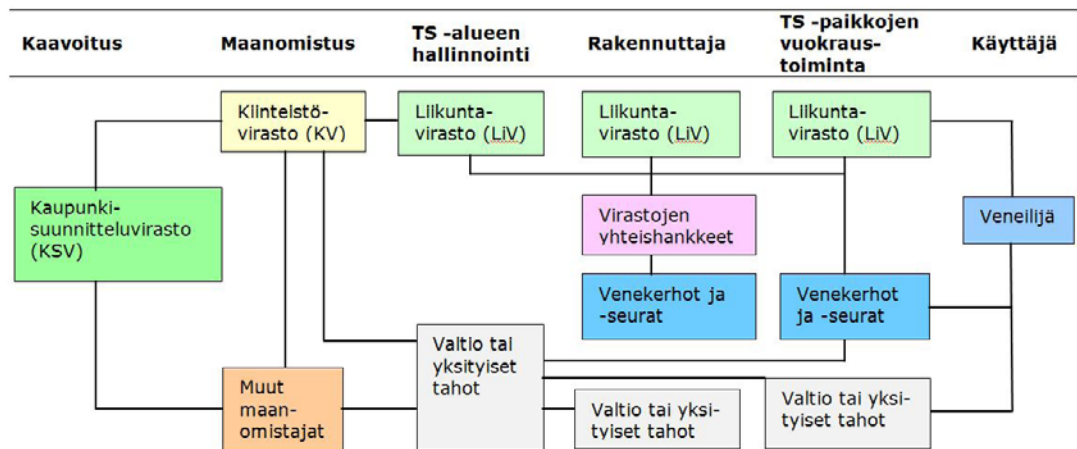 Kaavoitus
Maanomistus
TS -alueen
hallinnointi
Rakennuttaja
TS -paikkojen
vuokraus-
toiminta
Käyttäjä
Kiinteistö-
virasto (KV)
Liikunta-
virasto (LiV)
Liikunta-
virasto (LiV)
Liikunta-
virasto (LiV)
Kaupunki-
suunnitteluvirasto
(KSV)
Virastojen
yhteishankkeet
Veneilijä
Venekerhot ja
-seurat
Venekerhot
ja -seurat
Valtio tai
yksityiset
tahot
Muut
maan-
omistajat
Valtio tai yksi-
tyiset tahot
Valtio tai yksi-
tyiset tahot